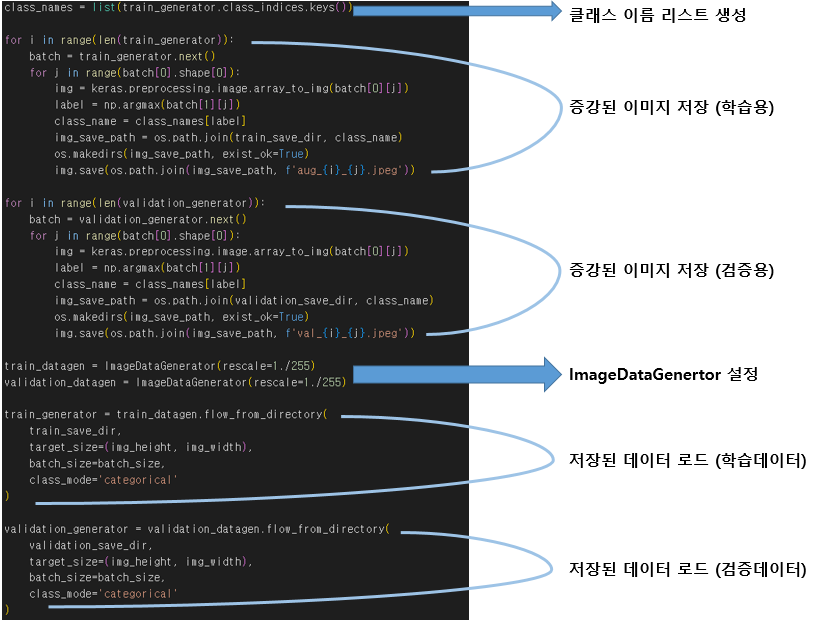 class_names = list(train_generator.class_indices.keys())
클래스 이름 리스트 생성
for i in range(len(train_generator)):
    batch = train_generator.next()
    for j in range(batch[0].shape[0]):
        img = keras.preprocessing.image.array_to_img(batch[0][j])
        label = np.argmax(batch[1][j])
        class_name = class_names[label]
        img_save_path = os.path.join(train_save_dir, class_name)
        os.makedirs(img_save_path, exist_ok=True)
        img.save(os.path.join(img_save_path, f'aug_{i}_{j}.jpeg'))
증강된 이미지 저장 (학습용)
for i in range(len(validation_generator)):
    batch = validation_generator.next()
    for j in range(batch[0].shape[0]):
        img = keras.preprocessing.image.array_to_img(batch[0][j])
        label = np.argmax(batch[1][j])
        class_name = class_names[label]
        img_save_path = os.path.join(validation_save_dir, class_name)
        os.makedirs(img_save_path, exist_ok=True)
        img.save(os.path.join(img_save_path, f'val_{i}_{j}.jpeg'))
증강된 이미지 저장 (검증용)
train_datagen = ImageDataGenerator(rescale=1./255)
validation_datagen = ImageDataGenerator(rescale=1./255)
ImageDataGenertor 설정
train_generator = train_datagen.flow_from_directory(
    train_save_dir,
    target_size=(img_height, img_width),
    batch_size=batch_size,
    class_mode='categorical'
)
저장된 데이터 로드 (학습데이터)
validation_generator = validation_datagen.flow_from_directory(
    validation_save_dir,
    target_size=(img_height, img_width),
    batch_size=batch_size,
    class_mode='categorical'
)
저장된 데이터 로드 (검증데이터)